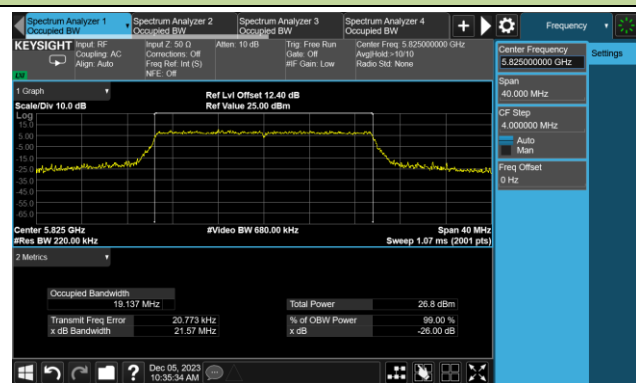 Spectrum Analyzer 1 Spectrum Analyzer 2 Spectrum Analyzer 3 Spectrum Analyzer 4 Frequency
Occupied BW Occupied BW Occupied BW Occupied BW
KEYSIGHT Input: RF Input Z: 50 Ω Atten: 10 dB Trig: Free Run Center Freq: 5.825000000 GHz
Coupling: AC Corrections: Off Gate: Off Avg|Hold:>10/10
Align: Auto Freq Ref: Int (S) #IF Gain: Low Radio Std: None
NFE: Off
LW
Center Frequency
5.825000000 GHz
Settings
Span
40.000 MHz
CF Step
4.000000 MHz
Auto
Man
Freq Offset
0 Hz
1 Graph
Ref Lvl Offset 12.40 dB
Scale/Div 10.0 dB Ref Value 25.00 dBm
Log
15.0
5.00
-5.00
-15.0
-25.0
-35.0
-45.0
-55.0
-65.0
Center 5.825 GHz #Video BW 680.00 kHz Span 40 MHz
#Res BW 220.00 kHz Sweep 1.07 ms (2001 pts)
2 Metrics
Occupied Bandwidth
19.137 MHz Total Power 26.8 dBm
Transmit Freq Error 20.773 kHz % of OBW Power 99.00 %
x dB Bandwidth 21.57 MHz x dB -26.00 dB
? Dec 05, 2023
10:35:34 AM